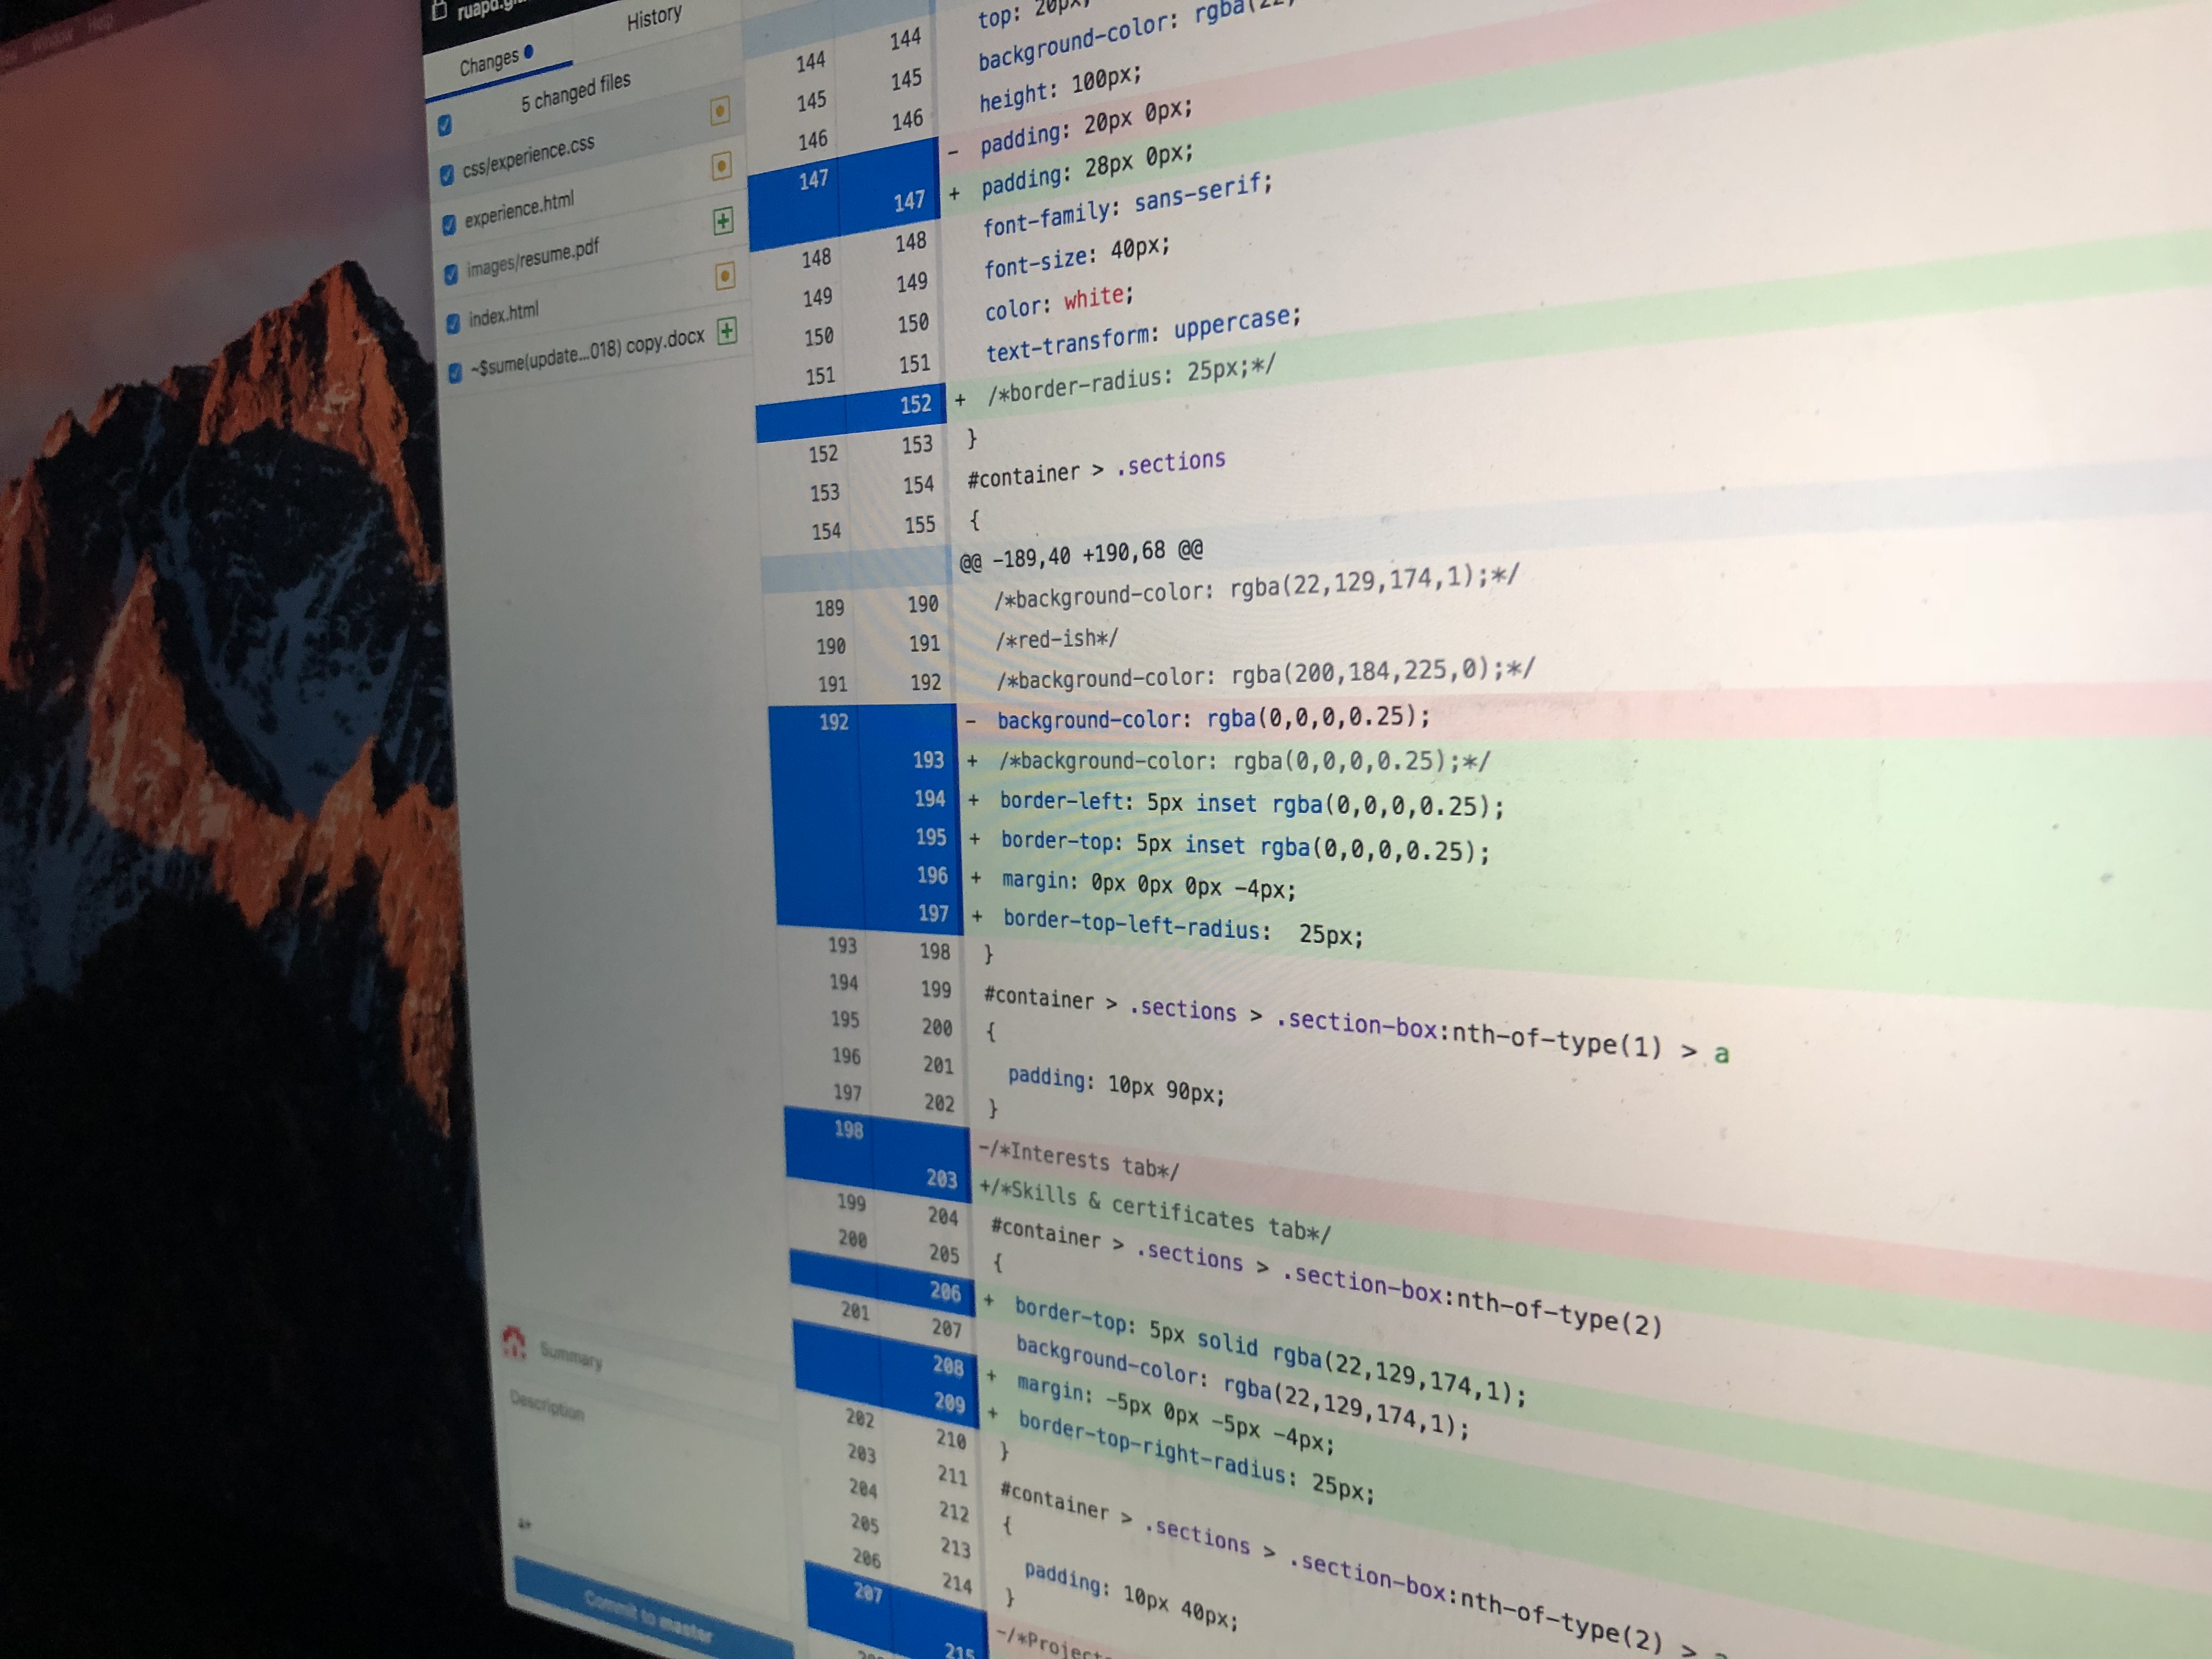 Window Help
Changes
History
5 changed files
css/experience.css
experience.html
images/resume.pdf
index.html
~$sume(update...018) copy.docx
Summary
Description
Commit to master
top: 20px;
144 144 background-color: rgba(22,
145 145 height: 100px;
146 146
147 - padding: 20px 0px;
147 + padding: 28px 0px;
148 148 font-family: sans-serif;
149 149 font-size: 40px;
150 150 color: white;
151 151 text-transform: uppercase;
152 + /*border-radius: 25px;*/
152 153 }
153 154 #container > .sections
154 155 {
@@ -189,40 +190,68 @@
189 190 /*background-color: rgba(22,129,174,1);*/
190 191 /*red-ish*/
191 192 /*background-color: rgba(200,184,225,0);*/
192 - background-color: rgba(0,0,0,0.25);
193 + /*background-color: rgba(0,0,0,0.25);*/
194 + border-left: 5px inset rgba(0,0,0,0.25);
195 + border-top: 5px inset rgba(0,0,0,0.25);
196 + margin: 0px 0px 0px -4px;
197 + border-top-left-radius:  25px;
193 198 }
194 199 #container > .sections > .section-box:nth-of-type(1) > a
195 200 {
196 201 padding: 10px 90px;
197 202 }
198 -/*Interests tab*/
203 +/*Skills & certificates tab*/
199 204 #container > .sections > .section-box:nth-of-type(2)
200 205 {
206 + border-top: 5px solid rgba(22,129,174,1);
201 207 background-color: rgba(22,129,174,1);
208 + margin: -5px 0px -5px -4px;
209 + border-top-right-radius: 25px;
202 210 }
203 211 #container > .sections > .section-box:nth-of-type(2) >
204 212 {
205 213 padding: 10px 40px;
206 214 }
207 -/*Project
215